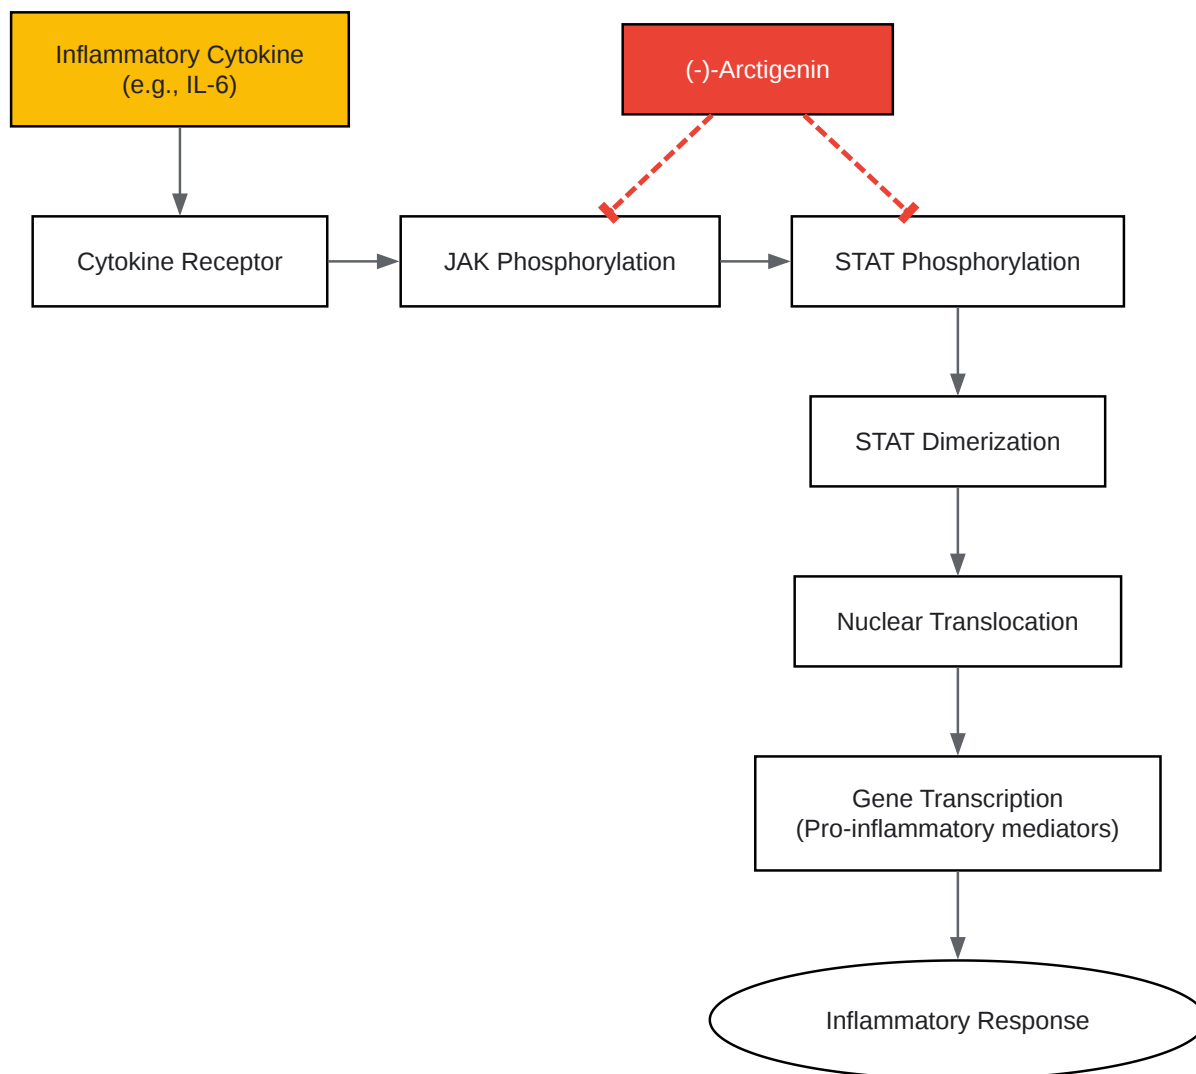 Inflammatory Cytokine
(e.g., IL-6)
(-)-Arctigenin
Cytokine Receptor
JAK Phosphorylation
STAT Phosphorylation
STAT Dimerization
Nuclear Translocation
Gene Transcription
(Pro-inflammatory mediators)
Inflammatory Response